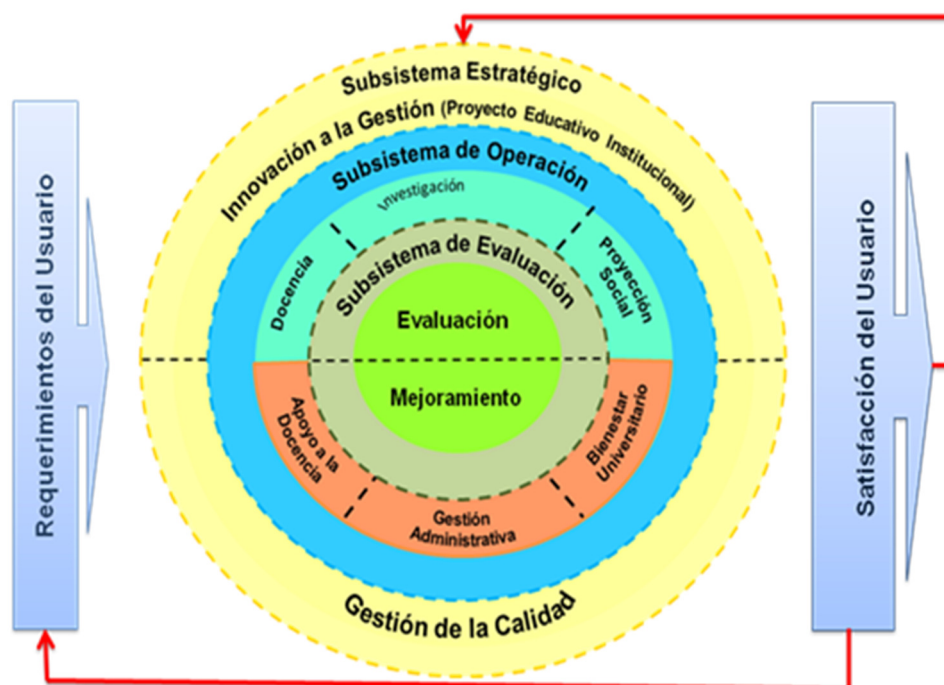 Requerimientos del Usuario
Subsistema Estratégico
Innovación a la Gestión (Proyecto Educativo Institucional)
Subsistema de Operación
Investigación
Docencia
Proyección
Social
Subsistema de Evaluación
Evaluación
Mejoramiento
Apoyo a la
Docencia
Gestión
Administrativa
Bienestar
Universitario
Gestión de la Calidad
Satisfacción del Usuario